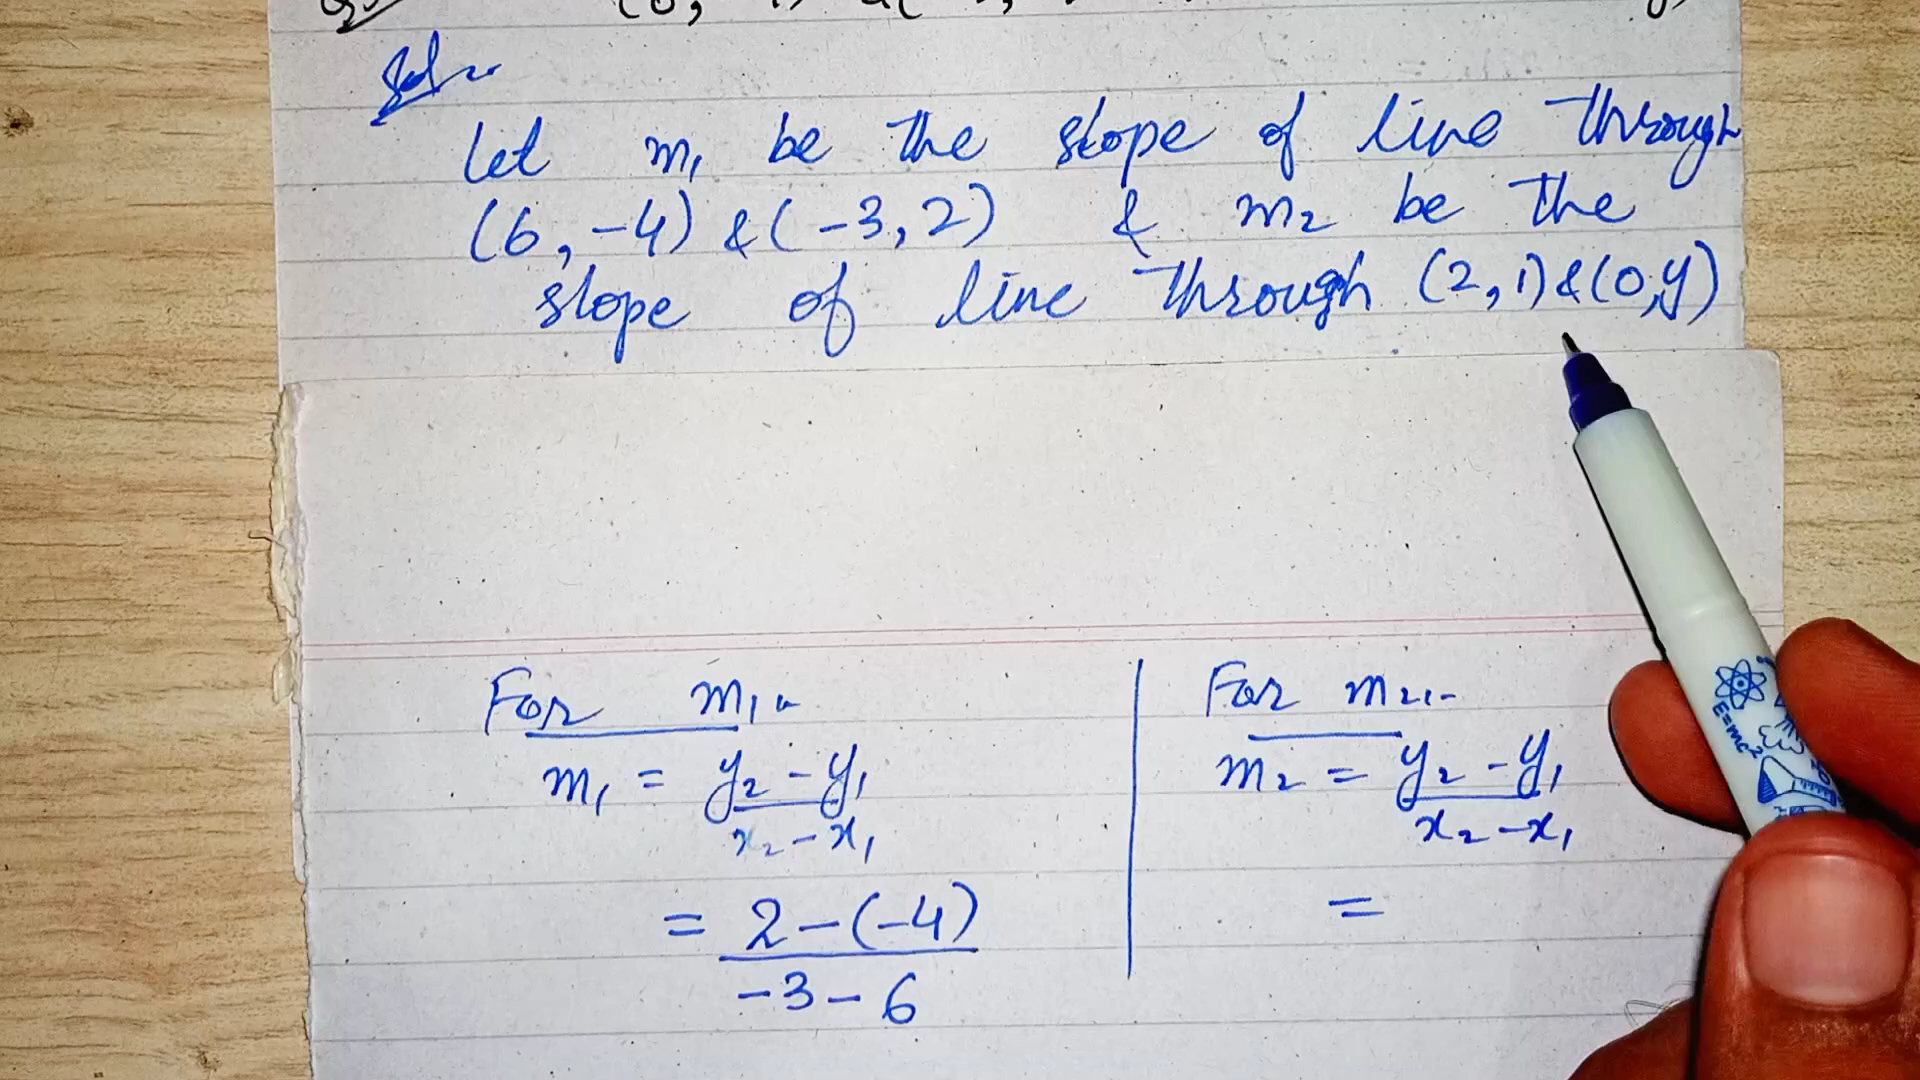 Sol :-
Let m₁ be the slope of line through
(6, -4) & (-3, 2) & m₂ be the
slope of line through (2, 1) & (0, y)
For m₁ :-
m₁ = y₂ - y₁ / x₂ - x₁
= 2 - (-4) / -3 - 6
For m₂ :-
m₂ = y₂ - y₁ / x₂ - x₁
=
E=mc²